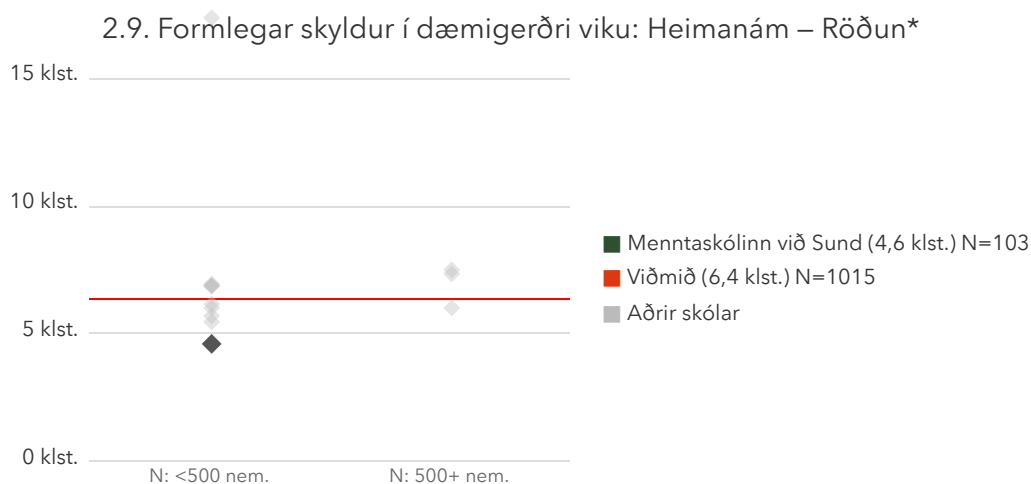 2.9. Formlegar skyldur í dæmigerðri viku: Heimanám – Röðun*
15 klst.
10 klst.
5 klst.
0 klst.
N: <500 nem.
N: 500+ nem.
Menntaskólinn við Sund (4,6 klst.) N=103
Viðmið (6,4 klst.) N=1015
Aðrir skólar